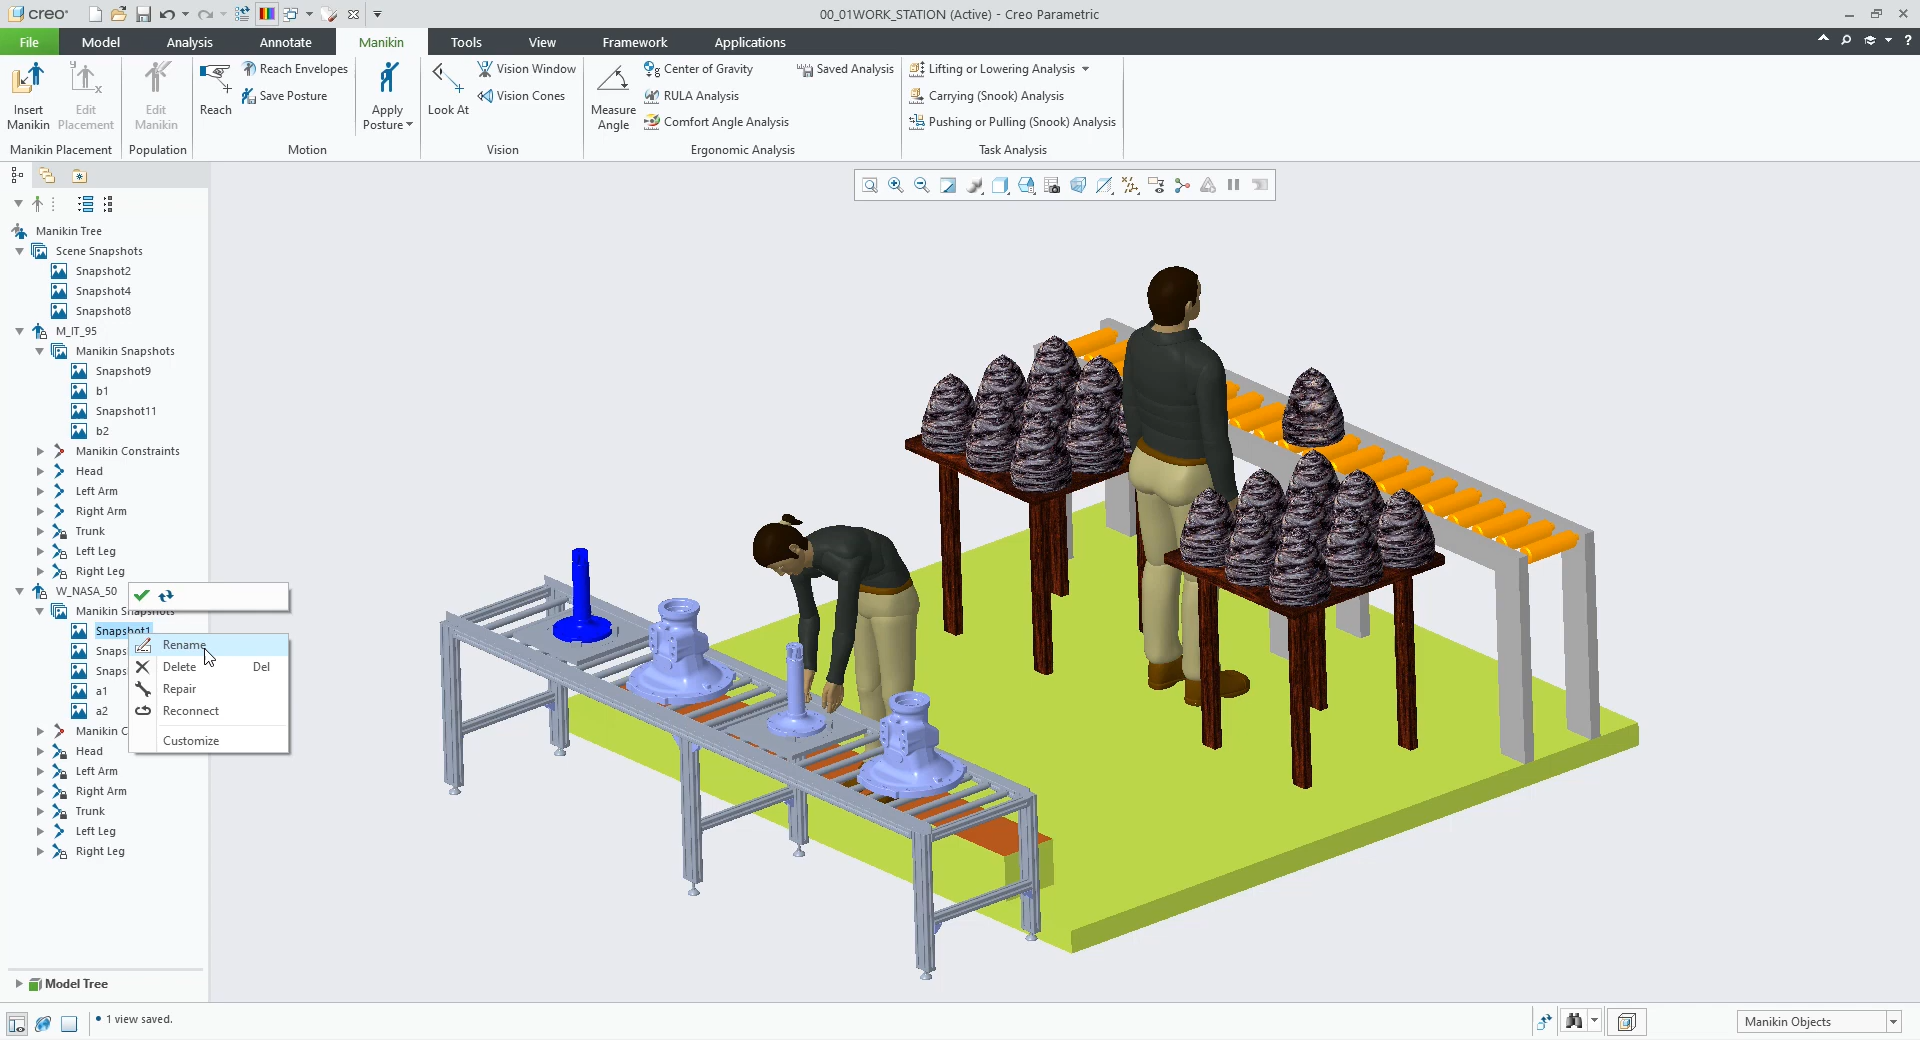 creo
00_01WORK_STATION (Active) - Creo Parametric
File Model Analysis Annotate Manikin Tools View Framework Applications
Insert Manikin
Edit Placement
Manikin Placement
Edit Manikin
Population
Reach
Reach Envelopes
Save Posture
Apply Posture
Motion
Look At
Vision Window
Vision Cones
Vision
Measure Angle
Center of Gravity
RULA Analysis
Comfort Angle Analysis
Saved Analysis
Ergonomic Analysis
Lifting or Lowering Analysis
Carrying (Snook) Analysis
Pushing or Pulling (Snook) Analysis
Task Analysis
Manikin Tree
Scene Snapshots
Snapshot2
Snapshot4
Snapshot8
M_IT_95
Manikin Snapshots
Snapshot9
b1
Snapshot11
b2
Manikin Constraints
Head
Left Arm
Right Arm
Trunk
Left Leg
Right Leg
W_NASA_50
Manikin Snapshots
Snapshot1
Snaps
Snaps
a1
a2
Manikin C
Head
Left Arm
Right Arm
Trunk
Left Leg
Right Leg
Rename
Delete Del
Repair
Reconnect
Customize
Model Tree
• 1 view saved.
Manikin Objects